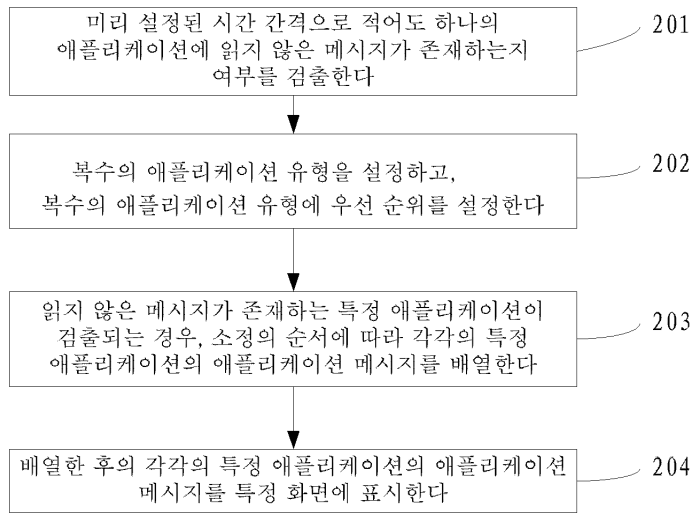 미리 설정된 시간 간격으로 적어도 하나의
애플리케이션에 읽지 않은 메시지가 존재하는지
여부를 검출한다
201
복수의 애플리케이션 유형을 설정하고,
복수의 애플리케이션 유형에 우선 순위를 설정한다
202
읽지 않은 메시지가 존재하는 특정 애플리케이션이
검출되는 경우, 소정의 순서에 따라 각각의 특정
애플리케이션의 애플리케이션 메시지를 배열한다
203
배열한 후의 각각의 특정 애플리케이션의 애플리케이션
메시지를 특정 화면에 표시한다
204